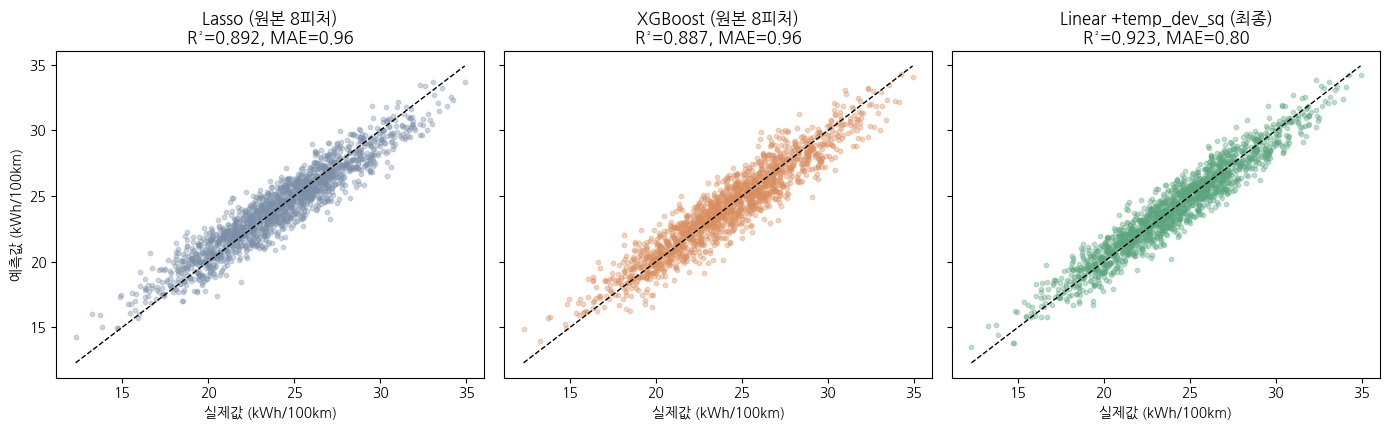 Lasso (원본 8피처)
R²=0.892, MAE=0.96
XGBoost (원본 8피처)
R²=0.887, MAE=0.96
Linear +temp_dev_sq (최종)
R²=0.923, MAE=0.80
예측값 (kWh/100km)
35
30
25
20
15
15 20 25 30 35
15 20 25 30 35
15 20 25 30 35
실제값 (kWh/100km)
실제값 (kWh/100km)
실제값 (kWh/100km)